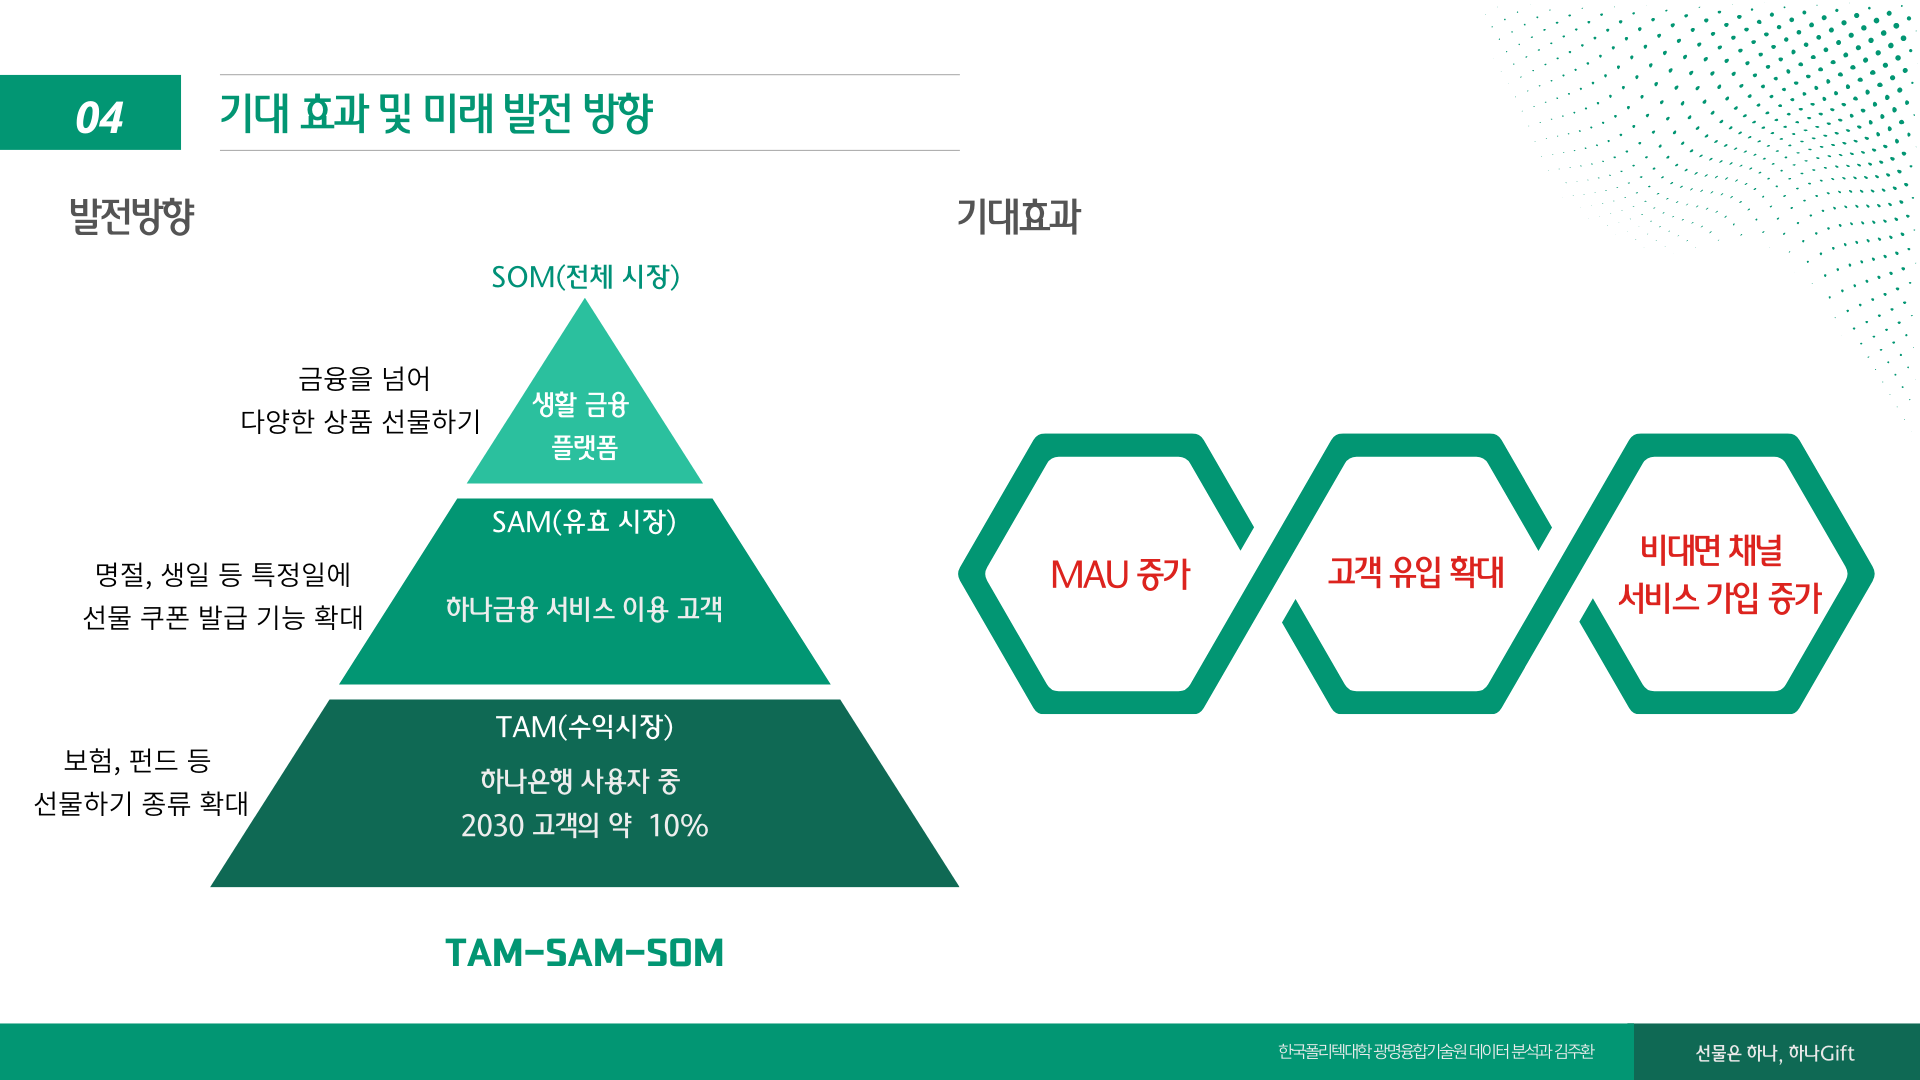 04
기대 효과 및 미래 발전 방향
발전방향
SOM(전체 시장)
금융을 넘어
다양한 상품 선물하기
생활 금융
플랫폼
SAM(유효 시장)
명절, 생일 등 특정일에
선물 쿠폰 발급 기능 확대
하나금융 서비스 이용 고객
TAM(수익시장)
보험, 펀드 등
선물하기 종류 확대
하나은행 사용자 중
2030 고객의 약 10%
TAM-SAM-SOM
기대효과
MAU 증가
고객 유입 확대
비대면 채널
서비스 가입 증가
한국폴리텍대학 광명융합기술원 데이터 분석과 김주환
선물은 하나, 하나Gift